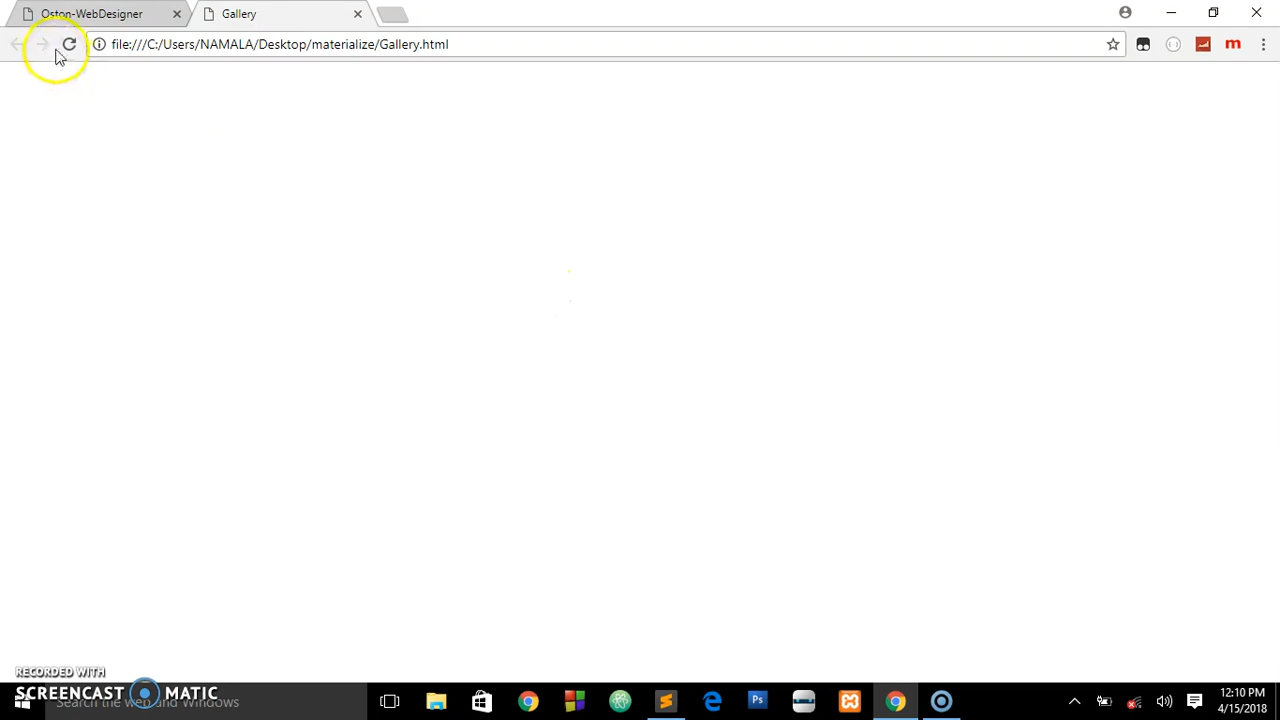 Oston-WebDesigner
Gallery
file:///C:/Users/NAMALA/Desktop/materialize/Gallery.html
m
RECORDED WITH
SCREENCAST MATIC
Search the web and Windows
Ps
12:10 PM
4/15/2018